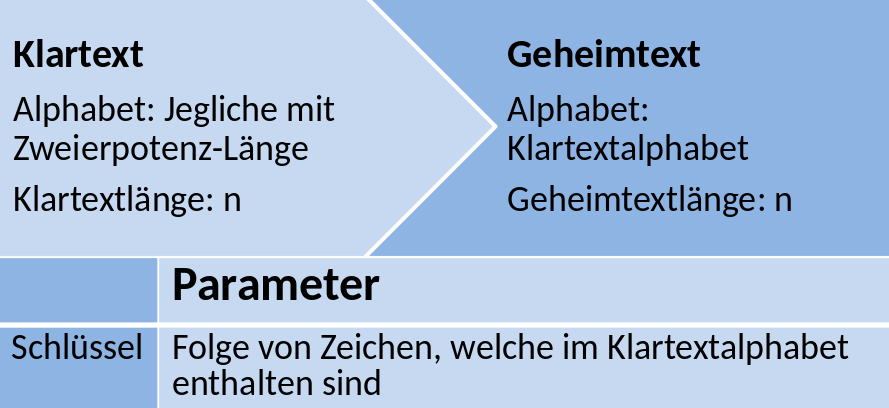 Klartext
Alphabet: Jegliche mit
Zweierpotenz-Länge
Klartextlänge: n
Geheimtext
Alphabet:
Klartextalphabet
Geheimtextlänge: n
Parameter
Schlüssel
Folge von Zeichen, welche im Klartextalphabet
enthalten sind